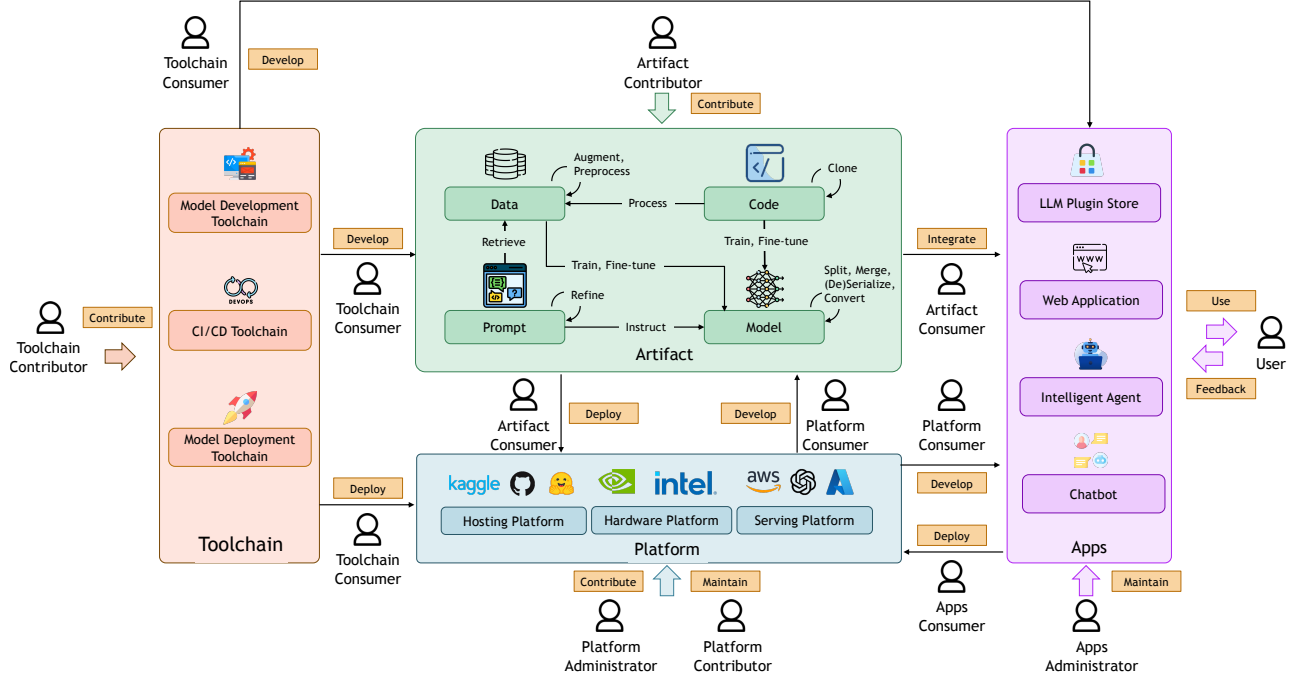 Toolchain
Consumer
Develop
Artifact
Contributor
Contribute
Model Development
Toolchain
DEVOPS
CI/CD Toolchain
Model Deployment
Toolchain
Toolchain
Contribute
Toolchain
Contributor
Develop
Toolchain
Consumer
Deploy
Toolchain
Consumer
Augment,
Preprocess
Data
Process
Code
Clone
Retrieve
Train, Fine-tune
Train, Fine-tune
Split, Merge,
(De)Serialize,
Convert
Refine
Prompt
Instruct
Model
Artifact
Artifact
Consumer
Deploy
Develop
Platform
Consumer
kaggle
intel.
aws
Hosting Platform
Hardware Platform
Serving Platform
Platform
Contribute
Maintain
Platform
Administrator
Platform
Contributor
Integrate
Artifact
Consumer
Platform
Consumer
Develop
Deploy
Apps
Consumer
LLM Plugin Store
WWW
Web Application
Intelligent Agent
Chatbot
Apps
Maintain
Apps
Administrator
Use
User
Feedback